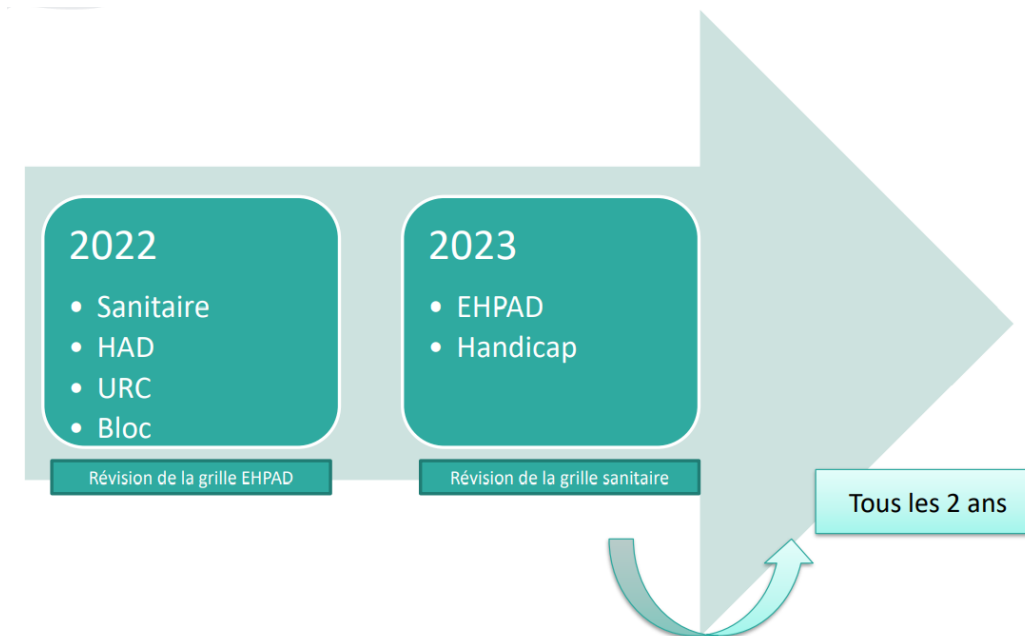 2022
• Sanitaire
• HAD
• URC
• Bloc
Révision de la grille EHPAD
2023
• EHPAD
• Handicap
Révision de la grille sanitaire
Tous les 2 ans